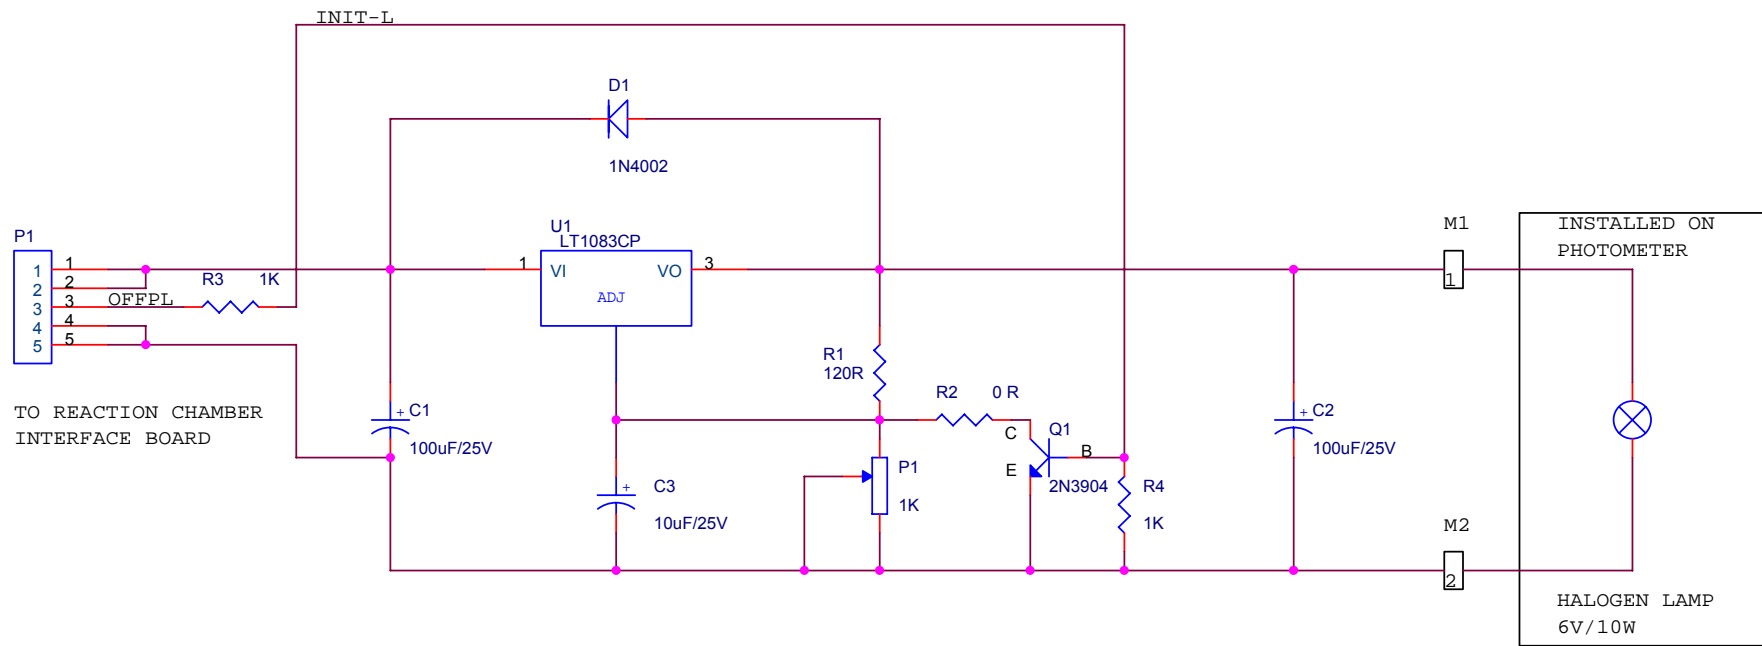 INIT-L
D1
1N4002
U1
LT1083CP
1 VI VO 3
ADJ
P1
1 1
2 2
3 3 OFFPL
4 4
5 5
R3 1K
TO REACTION CHAMBER
INTERFACE BOARD
+ C1
100uF/25V
+ C3
10uF/25V
R1
120R
R2 0 R
P1
1K
C
E
B
Q1
2N3904
R4
1K
+ C2
100uF/25V
M1
1
M2
2
INSTALLED ON
PHOTOMETER
HALOGEN LAMP
6V/10W